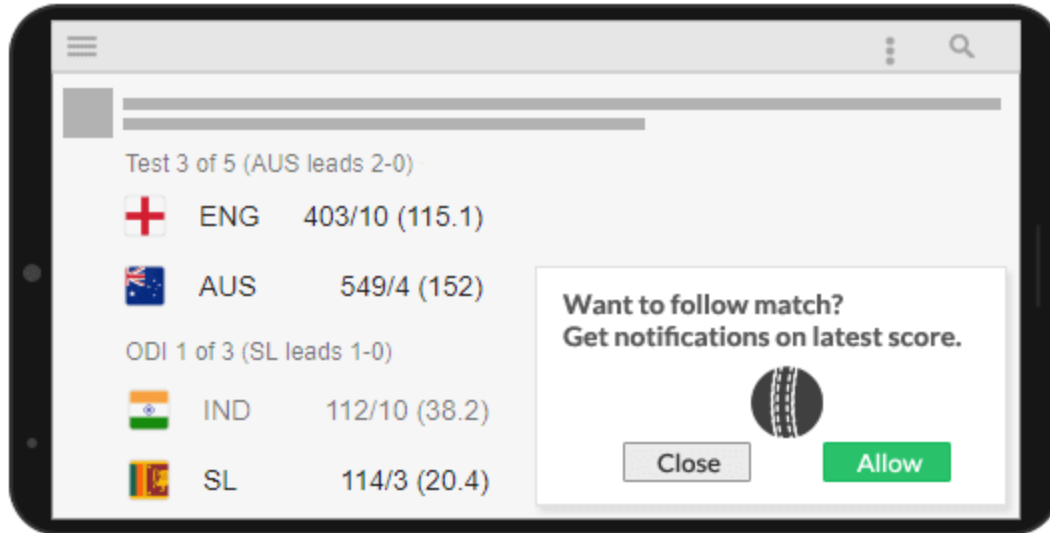 Test 3 of 5 (AUS leads 2-0)
ENG 403/10 (115.1)
AUS 549/4 (152)
ODI 1 of 3 (SL leads 1-0)
IND 112/10 (38.2)
SL 114/3 (20.4)
Want to follow match?
Get notifications on latest score.
Close Allow